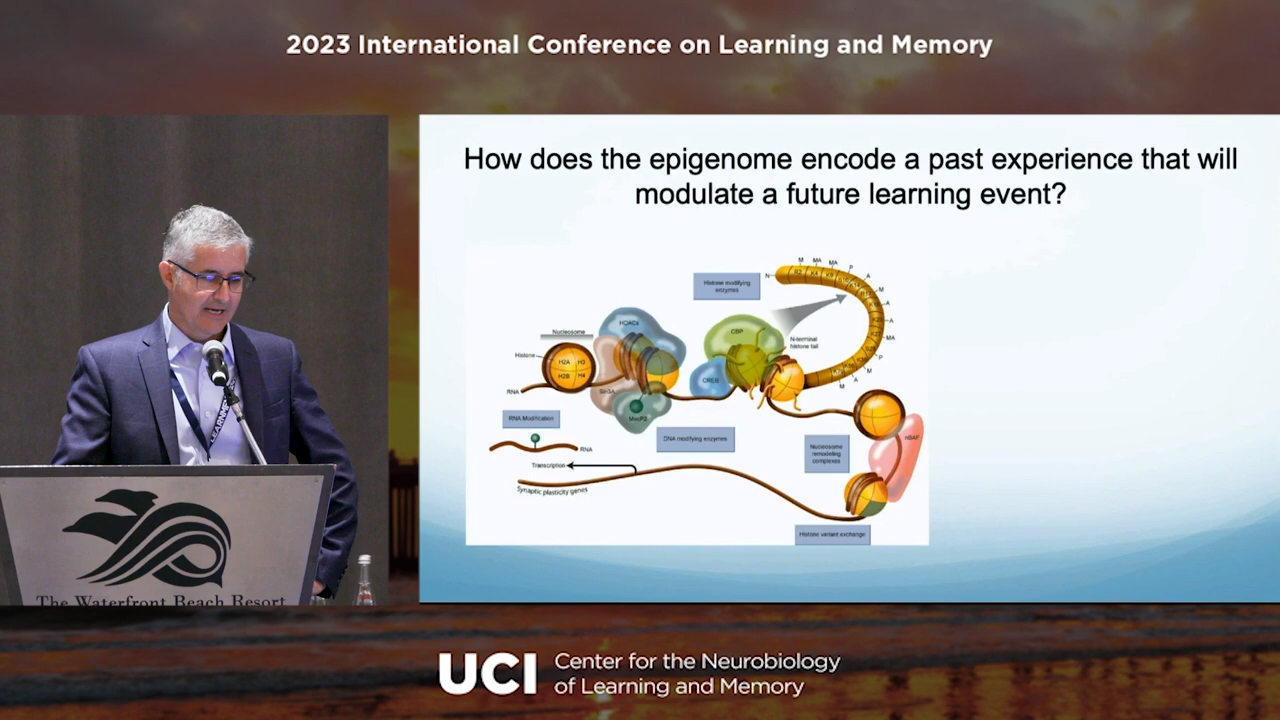 2023 International Conference on Learning and Memory
How does the epigenome encode a past experience that will
modulate a future learning event?
Histone modifying
enzymes
N
M
MA
MA
P
A
M
A
A
MA
P
M
A
M
Nucleosome
HDACs
CBP
N-terminal
histone tail
Histone
H2A
H3
H2B
H4
RNA
Sin3A
CREB
MeCP2
RNA Modification
DNA modifying enzymes
Nucleosome
remodeling
complexes
nBAF
RNA
Transcription
Synaptic plasticity genes
Histone variant exchange
The Waterfront Beach Resort
UCI
Center for the Neurobiology
of Learning and Memory